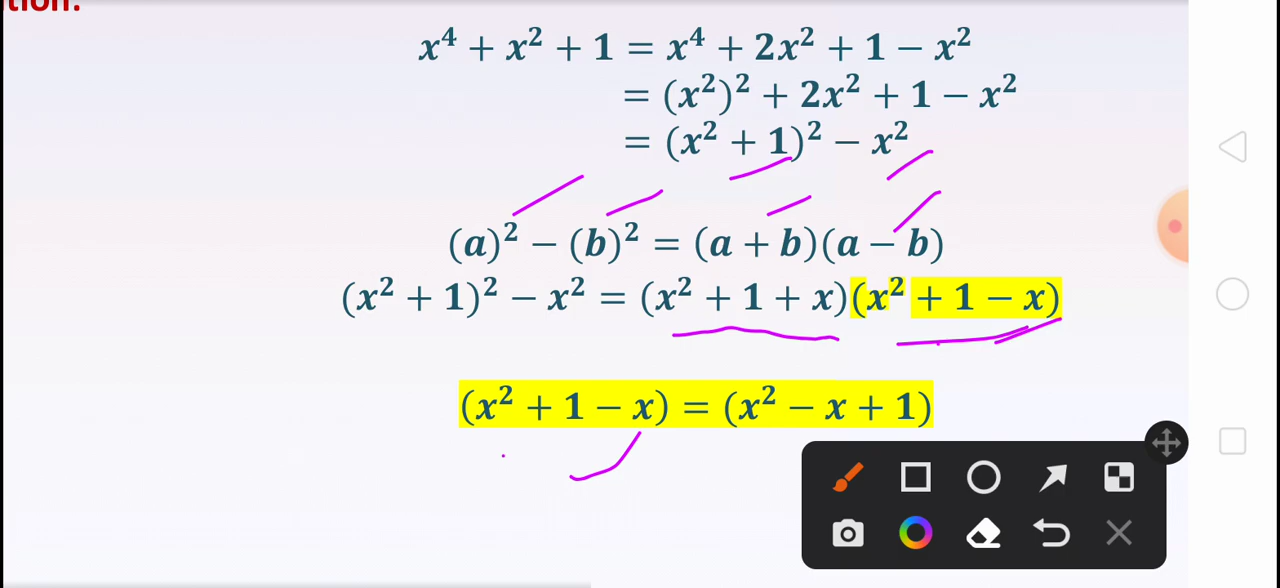 tion:
x⁴ + x² + 1 = x⁴ + 2x² + 1 − x²
= (x²)² + 2x² + 1 − x²
= (x² + 1)² − x²
(a)² − (b)² = (a + b)(a − b)
(x² + 1)² − x² = (x² + 1 + x)(x² + 1 − x)
(x² + 1 − x) = (x² − x + 1)